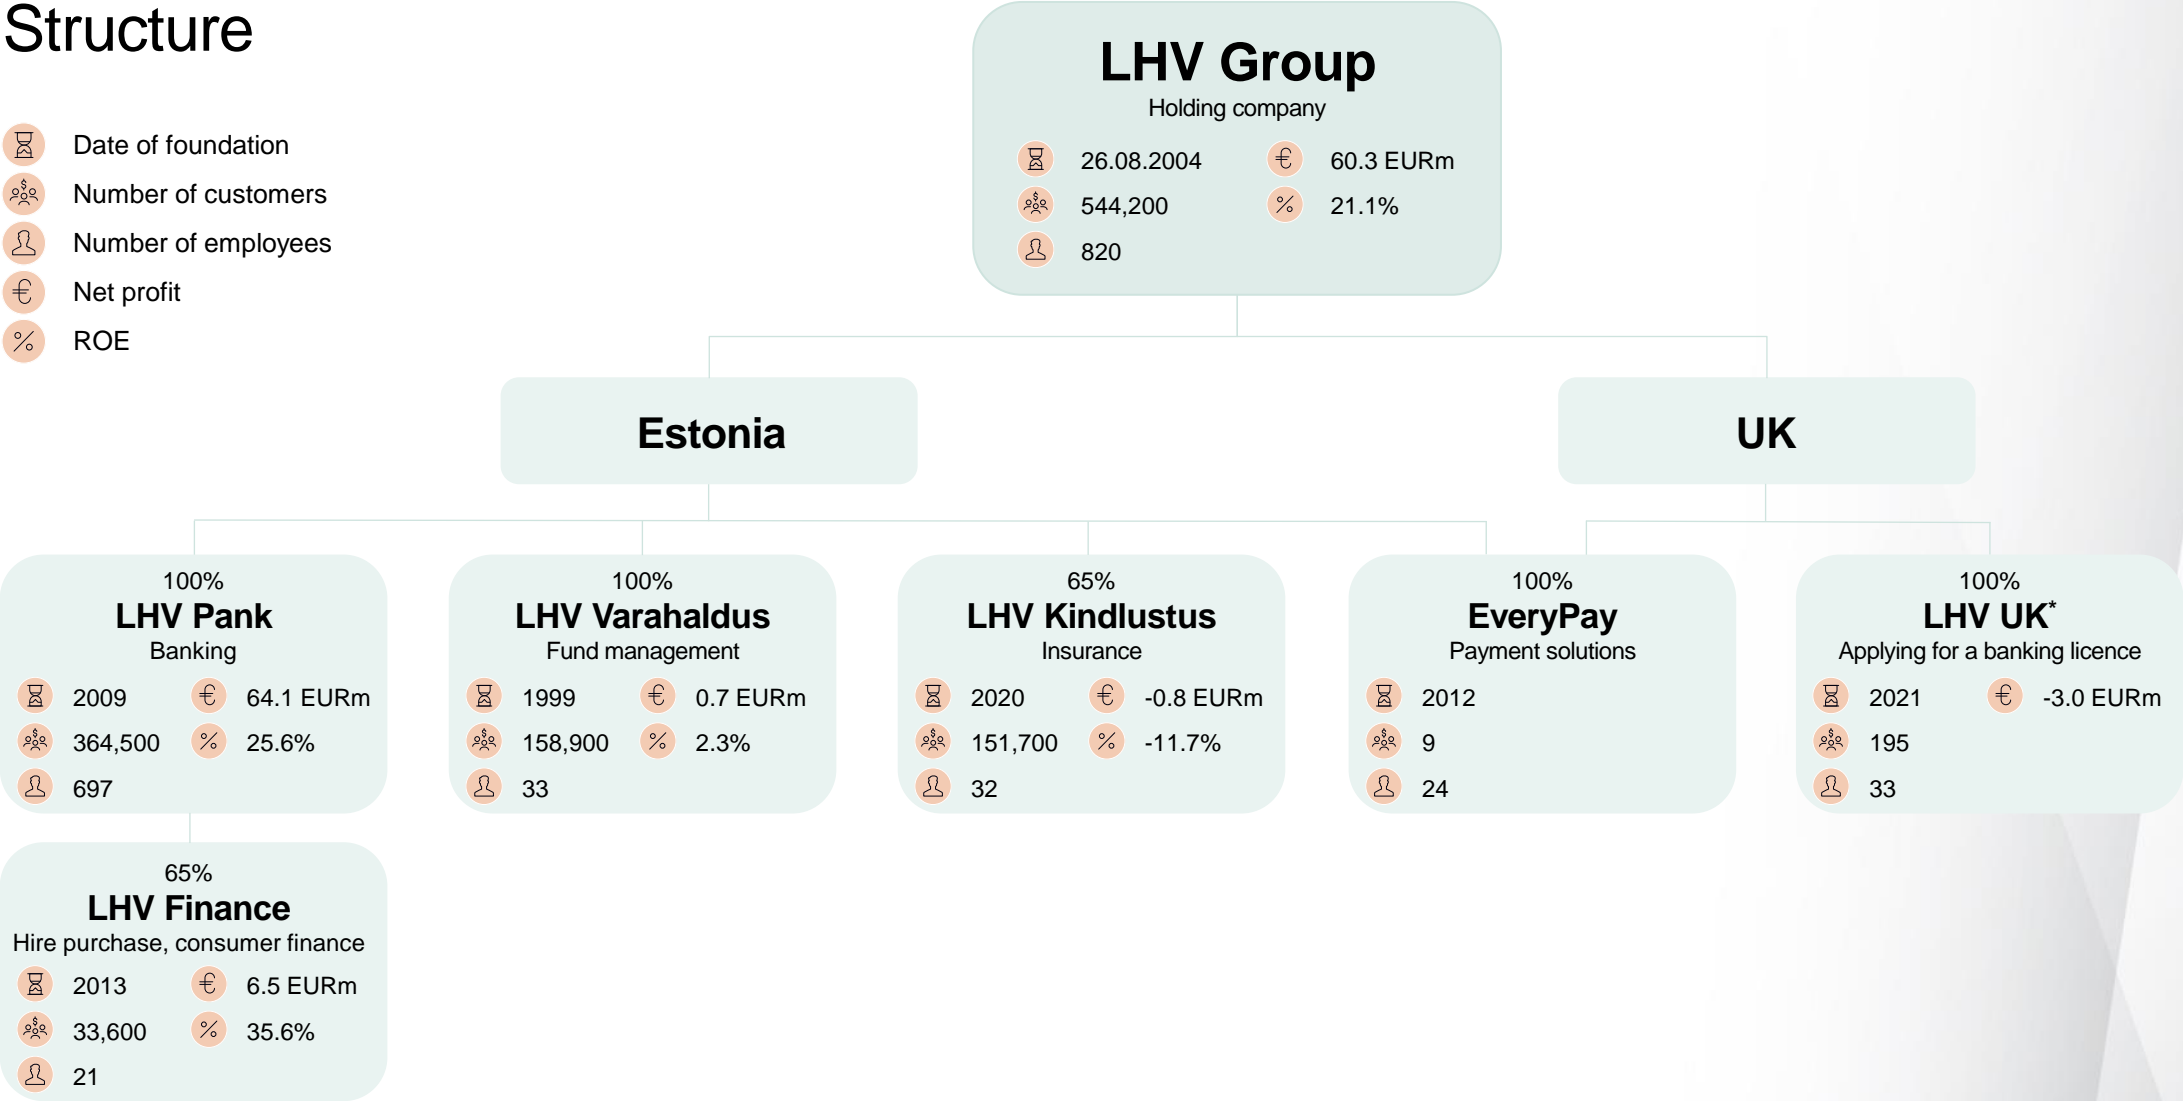 Structure
Date of foundation
Number of customers
Number of employees
Net profit
ROE
LHV Group
Holding company
26.08.2004
60.3 EURm
544,200
21.1%
820
Estonia
UK
100%
LHV Pank
Banking
2009
64.1 EURm
364,500
25.6%
697
100%
LHV Varahaldus
Fund management
1999
0.7 EURm
158,900
2.3%
33
65%
LHV Kindlustus
Insurance
2020
-0.8 EURm
151,700
-11.7%
32
100%
EveryPay
Payment solutions
2012
9
24
100%
LHV UK*
Applying for a banking licence
2021
-3.0 EURm
195
33
65%
LHV Finance
Hire purchase, consumer finance
2013
6.5 EURm
33,600
35.6%
21